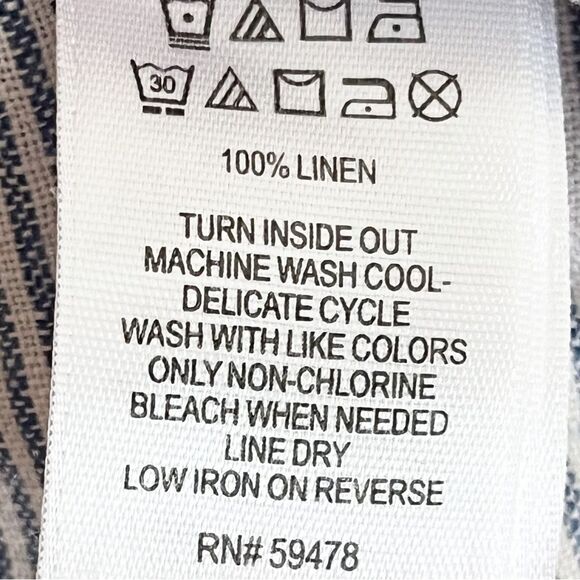 30
100% LINEN
TURN INSIDE OUT
MACHINE WASH COOL-
DELICATE CYCLE
WASH WITH LIKE COLORS
ONLY NON-CHLORINE
BLEACH WHEN NEEDED
LINE DRY
LOW IRON ON REVERSE
RN# 59478